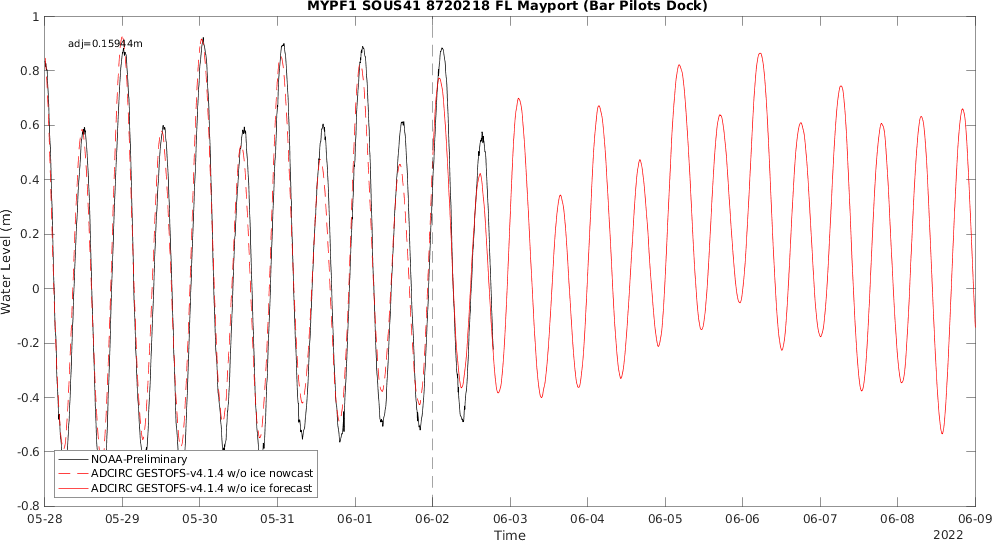 MYPF1 SOUS41 8720218 FL Mayport (Bar Pilots Dock)
adj=0.15944m
Water Level (m)
1
0.8
0.6
0.4
0.2
0
-0.2
-0.4
-0.6
-0.8
NOAA-Preliminary
ADCIRC GESTOFS-v4.1.4 w/o ice nowcast
ADCIRC GESTOFS-v4.1.4 w/o ice forecast
05-28 05-29 05-30 05-31 06-01 06-02 06-03 06-04 06-05 06-06 06-07 06-08 06-09
Time
2022